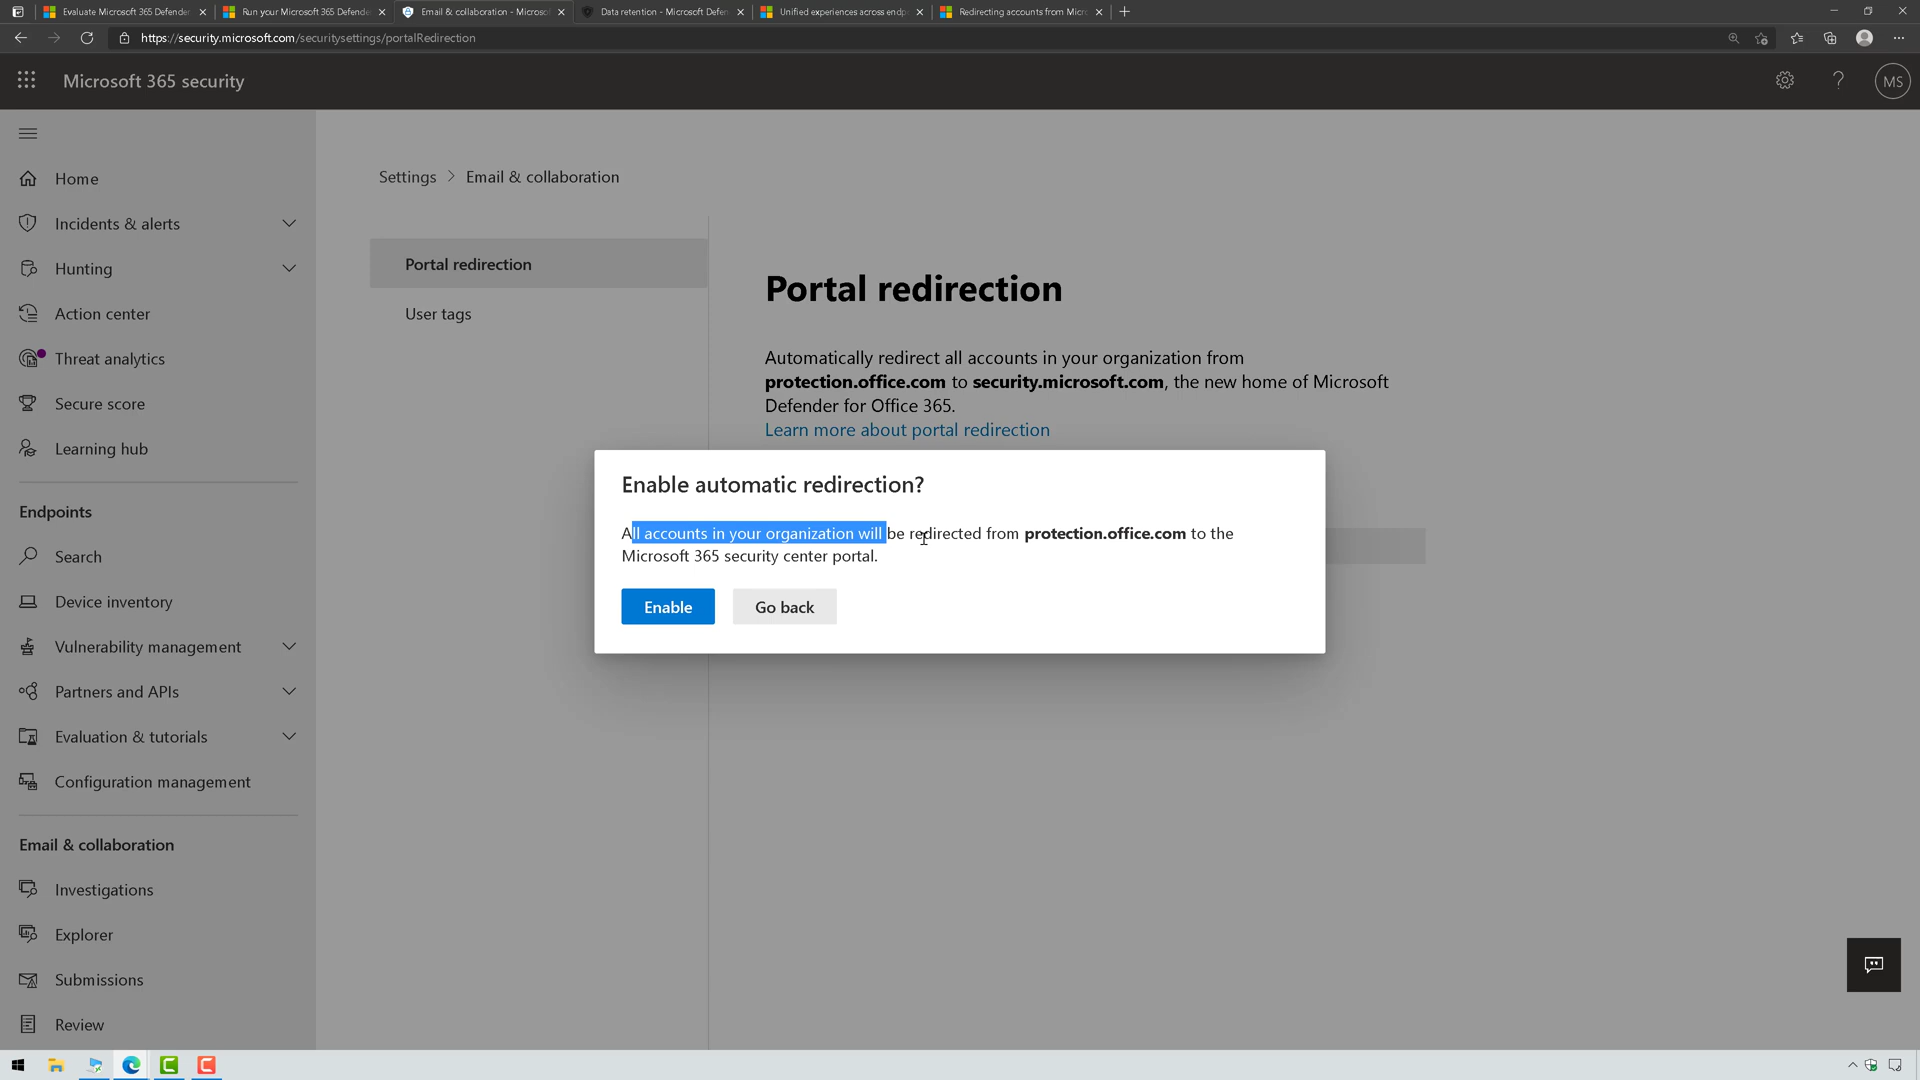 Evaluate Microsoft 365 Defender
Run your Microsoft 365 Defende
Email & collaboration - Microso
Data retention - Microsoft Defen
Unified experiences across endp
Redirecting accounts from Micro
https://security.microsoft.com/securitysettings/portalRedirection
Microsoft 365 security
MS
Home
Incidents & alerts
Hunting
Action center
Threat analytics
Secure score
Learning hub
Endpoints
Search
Device inventory
Vulnerability management
Partners and APIs
Evaluation & tutorials
Configuration management
Email & collaboration
Investigations
Explorer
Submissions
Review
Settings > Email & collaboration
Portal redirection
User tags
Portal redirection
Automatically redirect all accounts in your organization from
protection.office.com to security.microsoft.com, the new home of Microsoft
Defender for Office 365.
Learn more about portal redirection
Enable automatic redirection?
All accounts in your organization will be redirected from protection.office.com to the
Microsoft 365 security center portal.
Enable
Go back